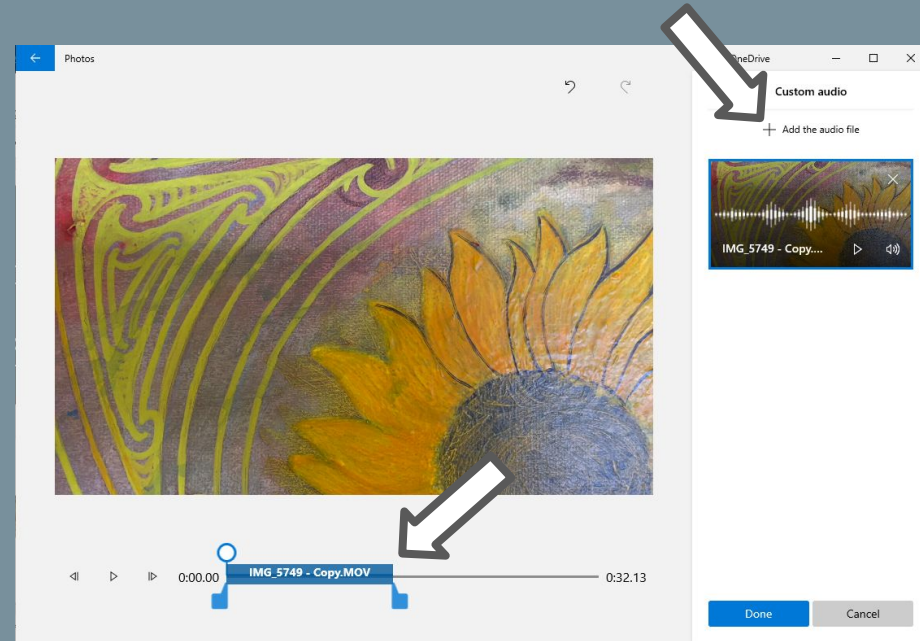 Photos
OneDrive
Custom audio
Add the audio file
IMG_5749 - Copy....
0:00.00
IMG_5749 - Copy.MOV
0:32.13
Done
Cancel